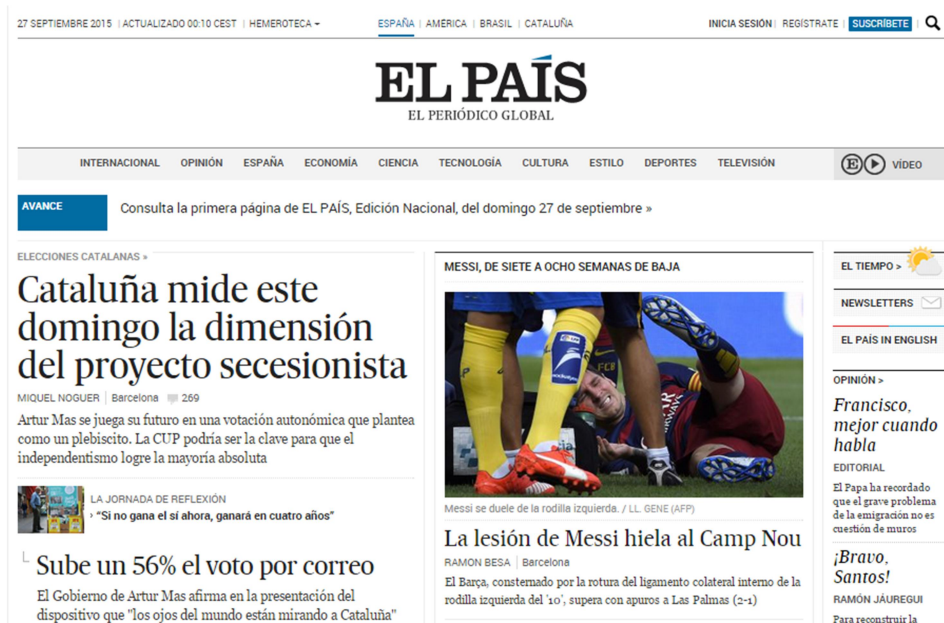 27 SEPTIEMBRE 2015 | ACTUALIZADO 00:10 CEST | HEMEROTECA
ESPAÑA | AMÉRICA | BRASIL | CATALUÑA
INICIA SESIÓN | REGÍSTRATE | SUSCRÍBETE
EL PAÍS
EL PERIÓDICO GLOBAL
INTERNACIONAL OPINIÓN ESPAÑA ECONOMÍA CIENCIA TECNOLOGÍA CULTURA ESTILO DEPORTES TELEVISIÓN
E VÍDEO
AVANCE
Consulta la primera página de EL PAÍS, Edición Nacional, del domingo 27 de septiembre »
ELECCIONES CATALANAS »
Cataluña mide este
domingo la dimensión
del proyecto secesionista
MIQUEL NOGUER | Barcelona 269
Artur Mas se juega su futuro en una votación autonómica que plantea
como un plebiscito. La CUP podría ser la clave para que el
independentismo logre la mayoría absoluta
LA JORNADA DE REFLEXIÓN
› “Si no gana el sí ahora, ganará en cuatro años”
Sube un 56% el voto por correo
El Gobierno de Artur Mas afirma en la presentación del
dispositivo que "los ojos del mundo están mirando a Cataluña"
MESSI, DE SIETE A OCHO SEMANAS DE BAJA
FCB
AIRWAYS
Messi se duele de la rodilla izquierda. / LL. GENE (AFP)
La lesión de Messi hiela al Camp Nou
RAMON BESA | Barcelona
El Barça, consternado por la rotura del ligamento colateral interno de la
rodilla izquierda del '10', supera con apuros a Las Palmas (2-1)
EL TIEMPO >
NEWSLETTERS
EL PAÍS IN ENGLISH
OPINIÓN >
Francisco,
mejor cuando
habla
EDITORIAL
El Papa ha recordado
que el grave problema
de la emigración no es
cuestión de muros
¡Bravo,
Santos!
RAMÓN JÁUREGUI
Para reconstruir la